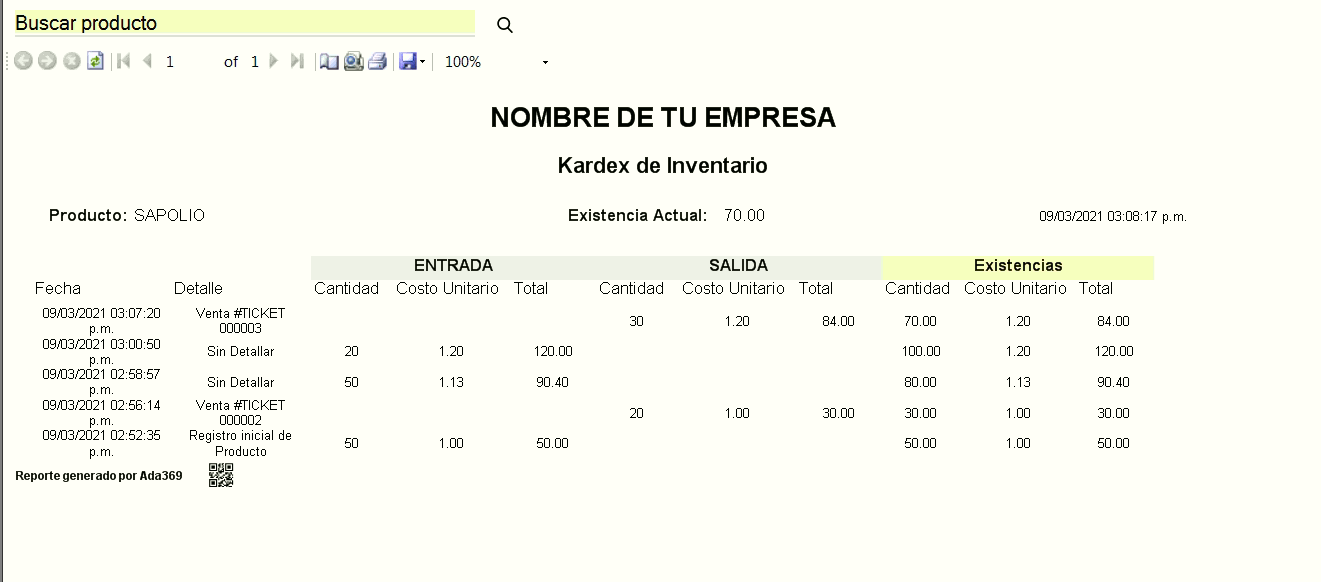 Buscar producto
1 of 1 100%
NOMBRE DE TU EMPRESA
Kardex de Inventario
Producto: SAPOLIO Existencia Actual: 70.00 09/03/2021 03:08:17 p.m.
ENTRADA SALIDA Existencias
Fecha Detalle Cantidad Costo Unitario Total Cantidad Costo Unitario Total Cantidad Costo Unitario Total
09/03/2021 03:07:20 Venta #TICKET
p.m. 000003 30 1.20 84.00 70.00 1.20 84.00
09/03/2021 03:00:50
p.m. Sin Detallar 20 1.20 120.00 100.00 1.20 120.00
09/03/2021 02:58:57
p.m. Sin Detallar 50 1.13 90.40 80.00 1.13 90.40
09/03/2021 02:56:14 Venta #TICKET
p.m. 000002 20 1.00 30.00 30.00 1.00 30.00
09/03/2021 02:52:35 Registro inicial de
p.m. Producto 50 1.00 50.00 50.00 1.00 50.00
Reporte generado por Ada369